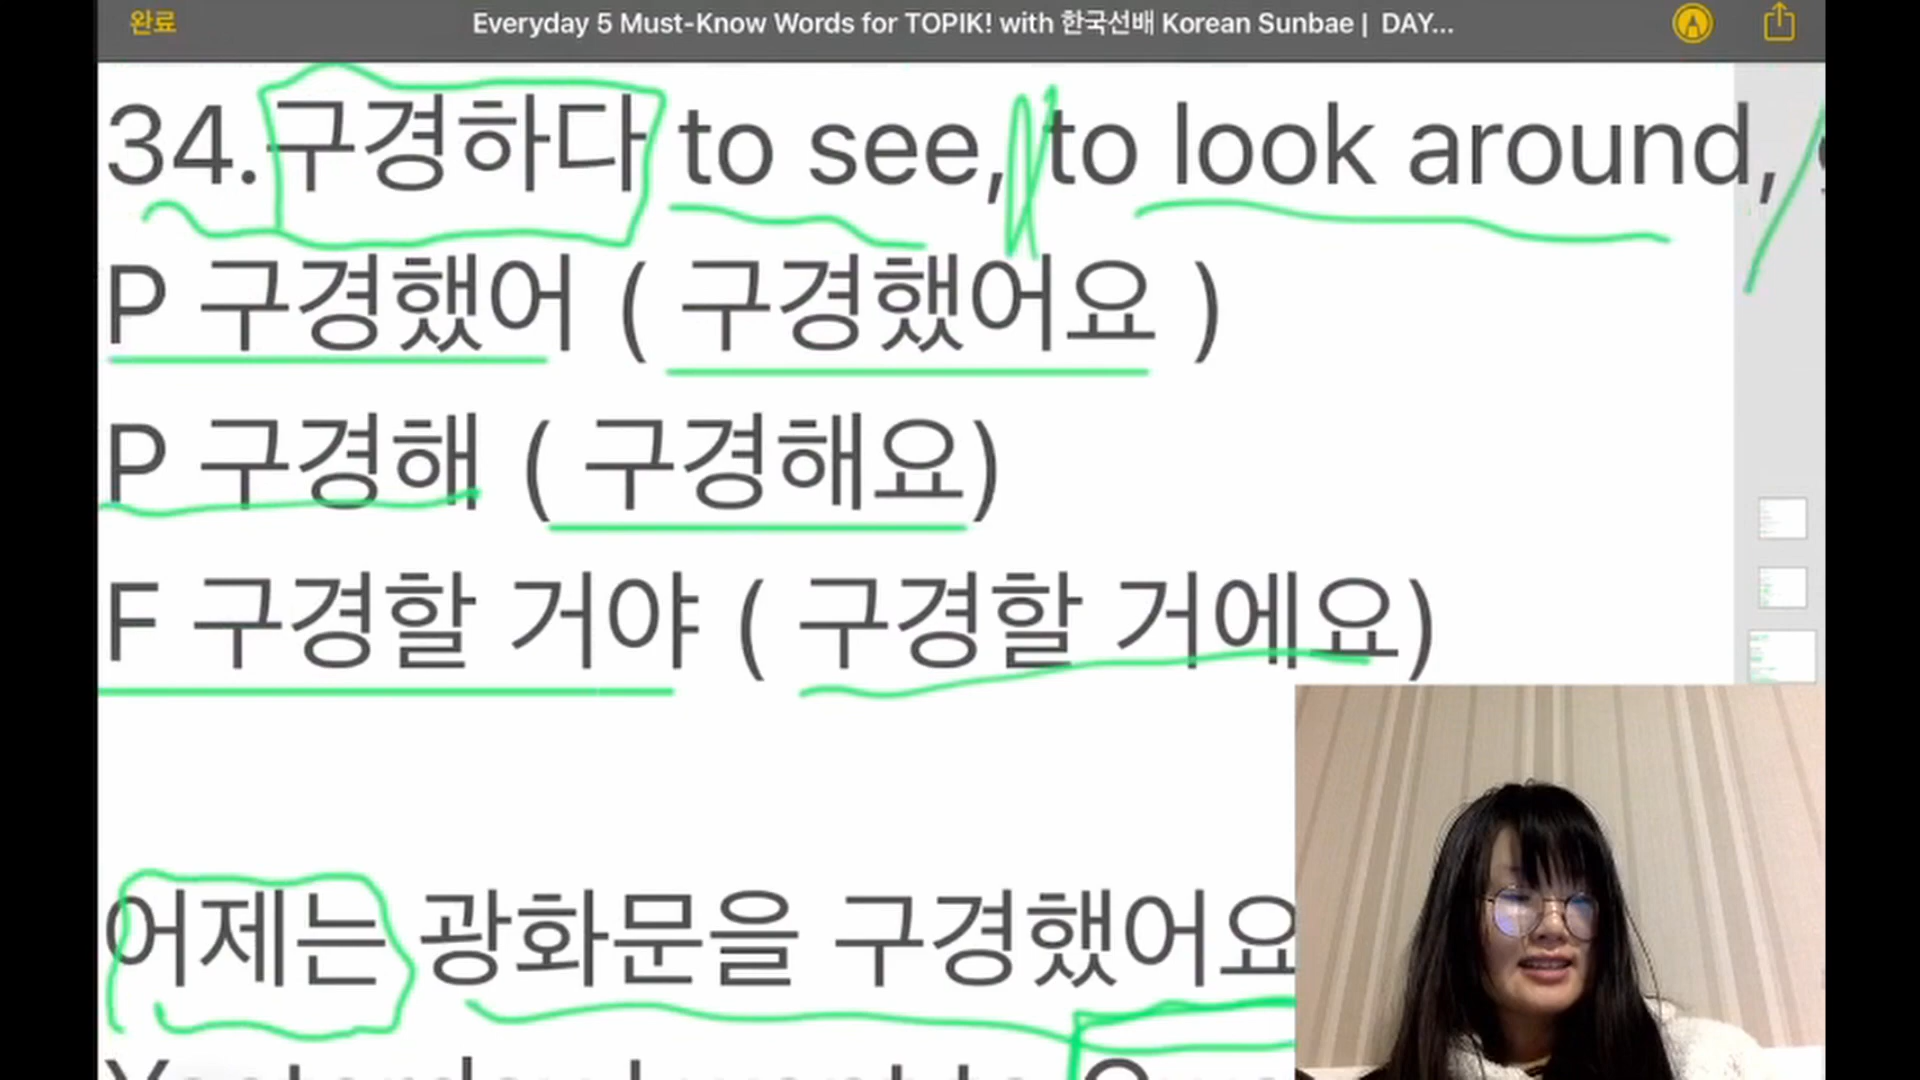 완료
Everyday 5 Must-Know Words for TOPIK! with 한국선배 Korean Sunbae | DAY...
34.구경하다 to see, to look around,
P 구경했어 ( 구경했어요 )
P 구경해 ( 구경해요)
F 구경할 거야 ( 구경할 거에요)
어제는 광화문을 구경했어요
Yesterday I went to